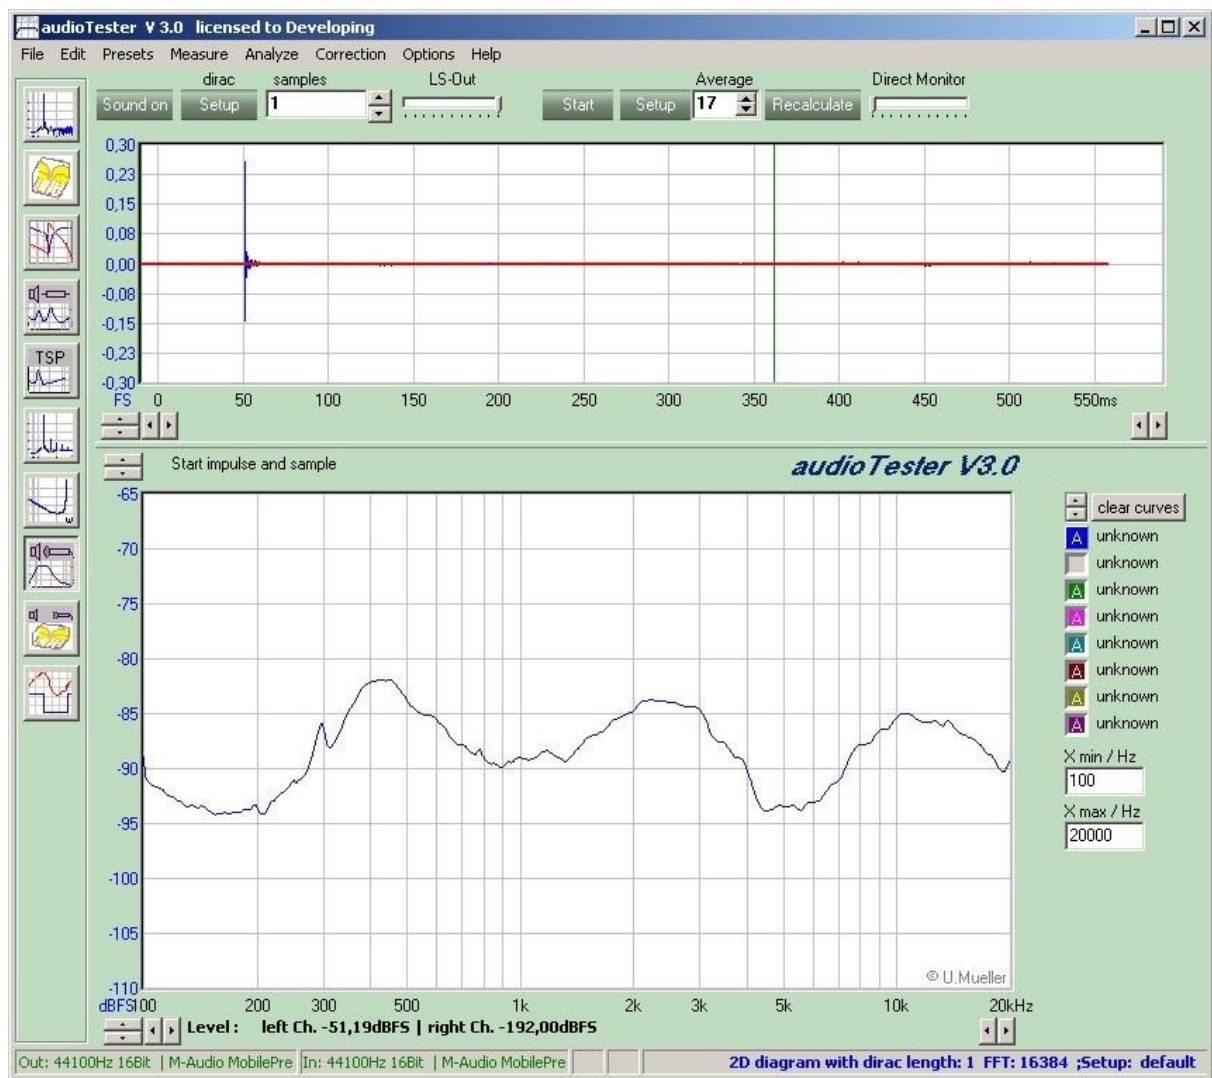 audioTester V 3.0 licensed to Developing
File Edit Presets Measure Analyze Correction Options Help
dirac samples LS-Out Average Direct Monitor
Sound on Setup 1 Start Setup 17 Recalculate
0,30
0,23
0,15
0,08
0,00
-0,08
-0,15
-0,23
-0,30
FS 0 50 100 150 200 250 300 350 400 450 500 550ms
TSP
Start impulse and sample audioTester V3.0
-65
-70
-75
-80
-85
-90
-95
-100
-105
-110
clear curves
A unknown
unknown
A unknown
A unknown
A unknown
A unknown
A unknown
A unknown
X min / Hz
100
X max / Hz
20000
© U.Mueller
dBFS 100 200 300 500 1k 2k 3k 5k 10k 20kHz
Level : left Ch. -51,19dBFS | right Ch. -192,00dBFS
Out: 44100Hz 16Bit | M-Audio MobilePre In: 44100Hz 16Bit | M-Audio MobilePre 2D diagram with dirac length: 1 FFT: 16384 ;Setup: default